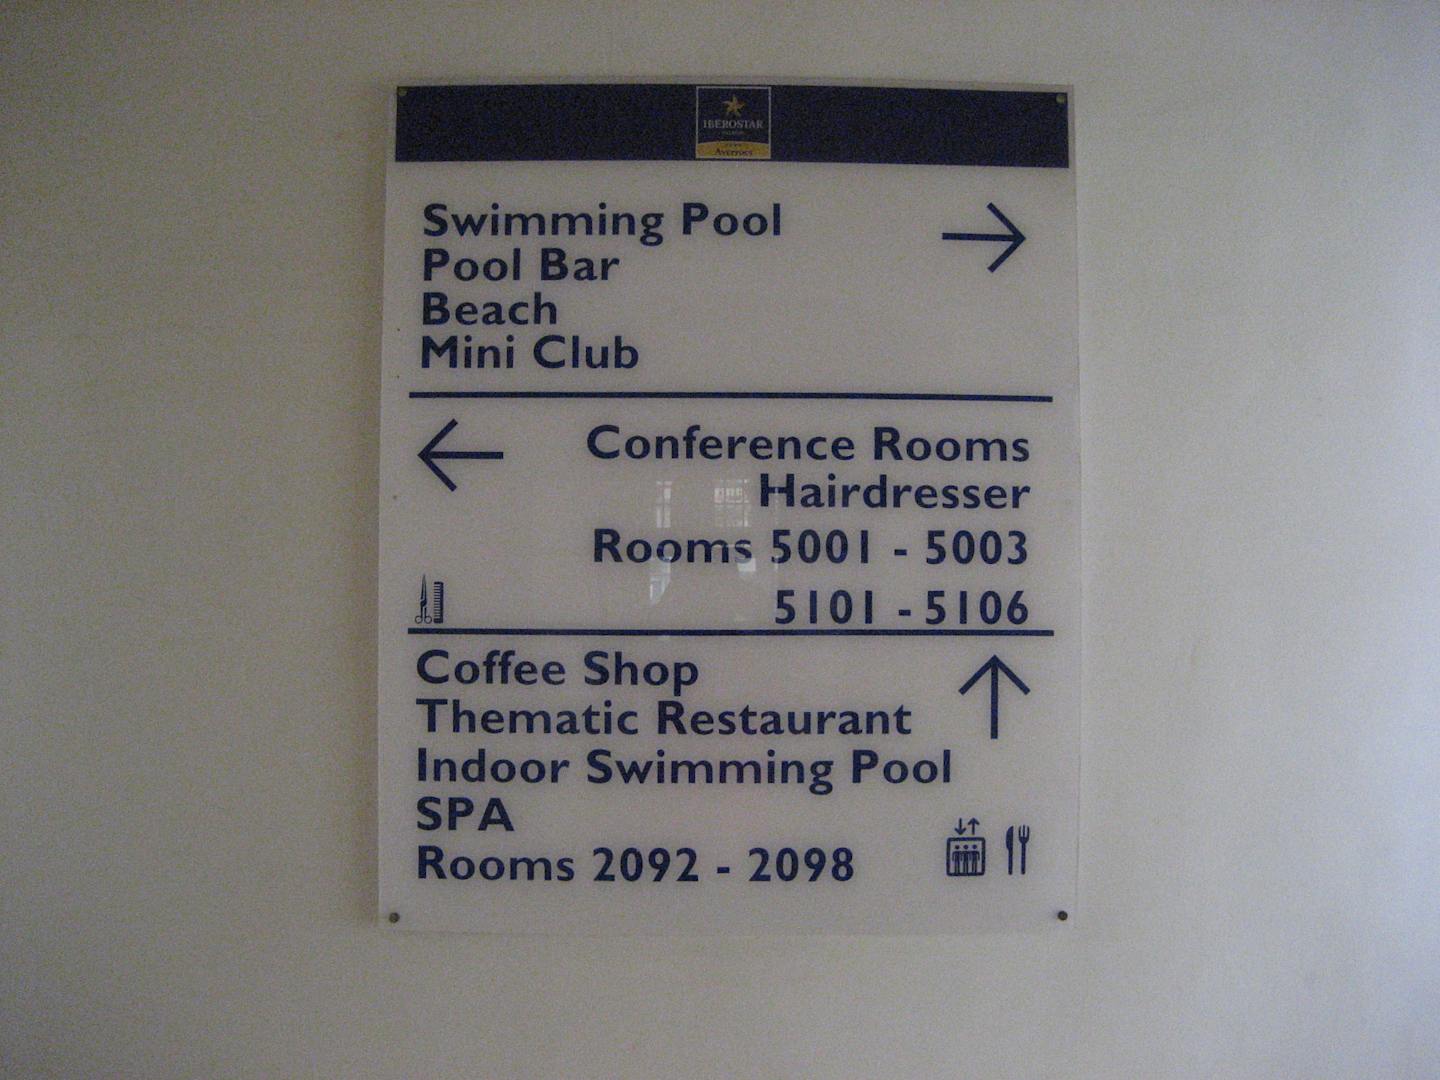 IBEROSTAR
Averroes
Swimming Pool
Pool Bar
Beach
Mini Club
Conference Rooms
Hairdresser
Rooms 5001 - 5003
5101 - 5106
Coffee Shop
Thematic Restaurant
Indoor Swimming Pool
SPA
Rooms 2092 - 2098